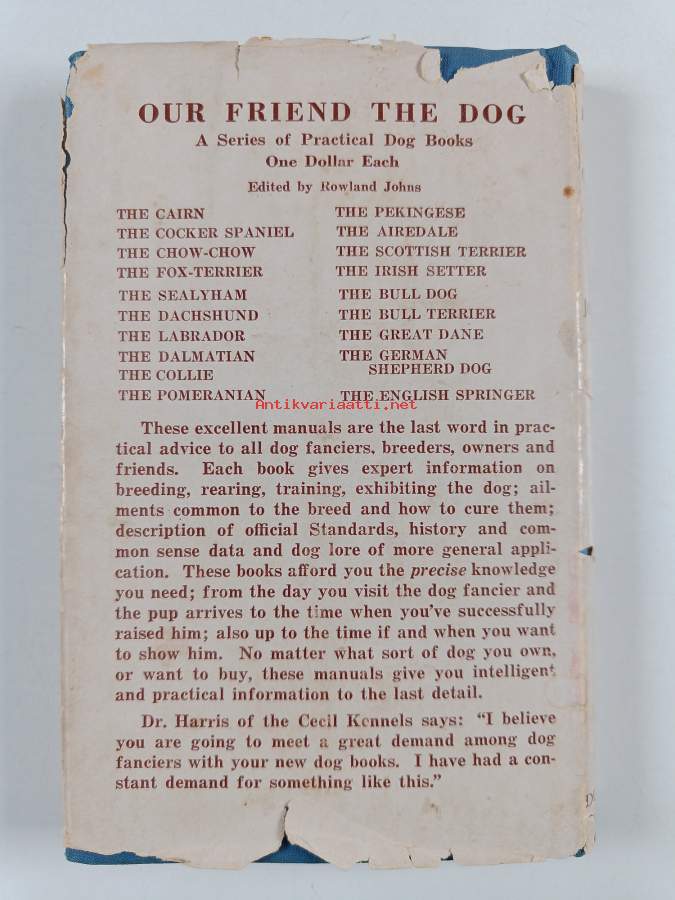 OUR FRIEND THE DOG
A Series of Practical Dog Books
One Dollar Each
Edited by Rowland Johns
THE CAIRN
THE COCKER SPANIEL
THE CHOW-CHOW
THE FOX-TERRIER
THE SEALYHAM
THE DACHSHUND
THE LABRADOR
THE DALMATIAN
THE COLLIE
THE POMERANIAN
THE PEKINGESE
THE AIREDALE
THE SCOTTISH TERRIER
THE IRISH SETTER
THE BULL DOG
THE BULL TERRIER
THE GREAT DANE
THE GERMAN
SHEPHERD DOG
THE ENGLISH SPRINGER
Antikvariaatti.net
These excellent manuals are the last word in prac-
tical advice to all dog fanciers, breeders, owners and
friends. Each book gives expert information on
breeding, rearing, training, exhibiting the dog; ail-
ments common to the breed and how to cure them;
description of official Standards, history and com-
mon sense data and dog lore of more general appli-
cation. These books afford you the precise knowledge
you need; from the day you visit the dog fancier and
the pup arrives to the time when you've successfully
raised him; also up to the time if and when you want
to show him. No matter what sort of dog you own,
or want to buy, these manuals give you intelligent
and practical information to the last detail.
Dr. Harris of the Cecil Kennels says: "I believe
you are going to meet a great demand among dog
fanciers with your new dog books. I have had a con-
stant demand for something like this."